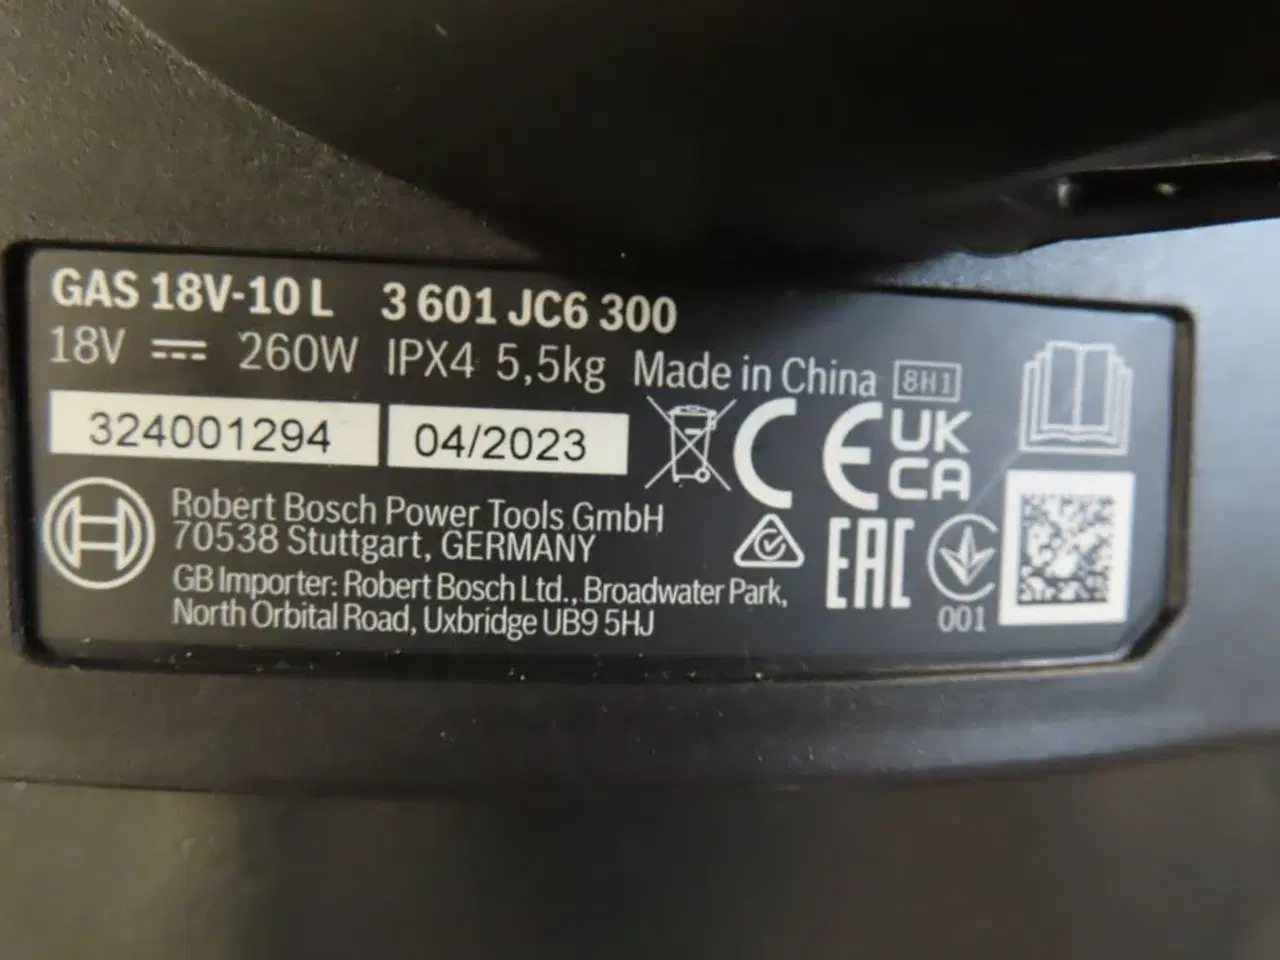 GAS 18V-10 L 3 601 JC6 300
18V ⎓ 260W IPX4 5,5kg Made in China 8H1
324001294 04/2023
CE UK CA
Robert Bosch Power Tools GmbH
70538 Stuttgart, GERMANY
EAC
GB Importer: Robert Bosch Ltd., Broadwater Park,
North Orbital Road, Uxbridge UB9 5HJ
001